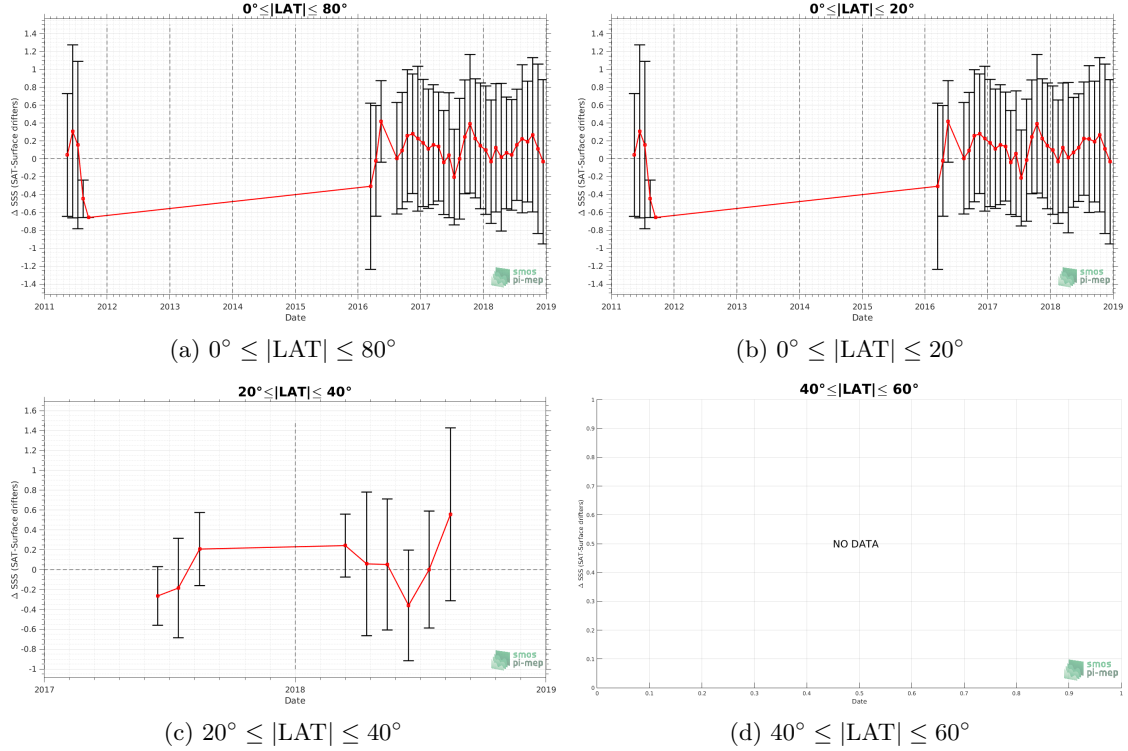 0°≤|LAT|≤ 80°
Δ SSS (SAT-Surface drifters)
1.4
1.2
1
0.8
0.6
0.4
0.2
0
-0.2
-0.4
-0.6
-0.8
-1
-1.2
-1.4
2011 2012 2013 2014 2015 2016 2017 2018 2019
Date
smos
pi-mep
(a) 0° ≤ |LAT| ≤ 80°
0°≤|LAT|≤ 20°
Δ SSS (SAT-Surface drifters)
1.4
1.2
1
0.8
0.6
0.4
0.2
0
-0.2
-0.4
-0.6
-0.8
-1
-1.2
-1.4
2011 2012 2013 2014 2015 2016 2017 2018 2019
Date
smos
pi-mep
(b) 0° ≤ |LAT| ≤ 20°
20°≤|LAT|≤ 40°
Δ SSS (SAT-Surface drifters)
1.6
1.4
1.2
1
0.8
0.6
0.4
0.2
0
-0.2
-0.4
-0.6
-0.8
-1
2017 2018 2019
Date
smos
pi-mep
(c) 20° ≤ |LAT| ≤ 40°
40°≤|LAT|≤ 60°
Δ SSS (SAT-Surface drifters)
1
0.9
0.8
0.7
0.6
0.5
0.4
0.3
0.2
0.1
0
NO DATA
0 0.1 0.2 0.3 0.4 0.5 0.6 0.7 0.8 0.9 1
Date
smos
pi-mep
(d) 40° ≤ |LAT| ≤ 60°